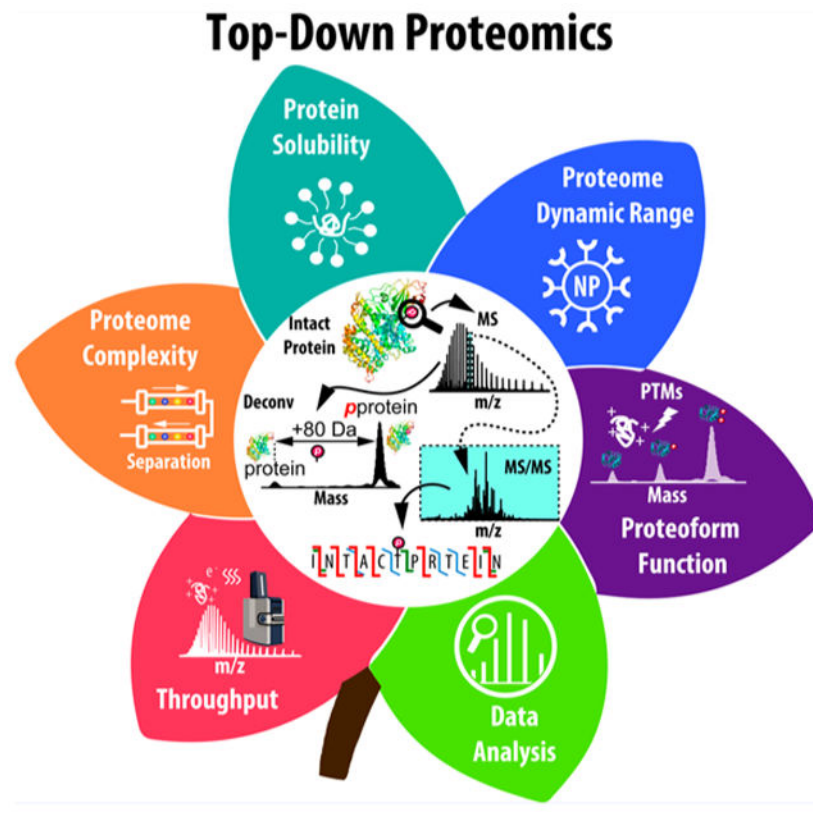 Top-Down Proteomics
Protein
Solubility
Proteome
Dynamic Range
NP
Proteome
Complexity
Separation
Intact
Protein
p
MS
m/z
Deconv
pprotein
+80 Da
p
protein
Mass
MS/MS
m/z
p
INTACTPRTEIN
PTMs
Mass
Proteoform
Function
e-
m/z
Throughput
Data
Analysis